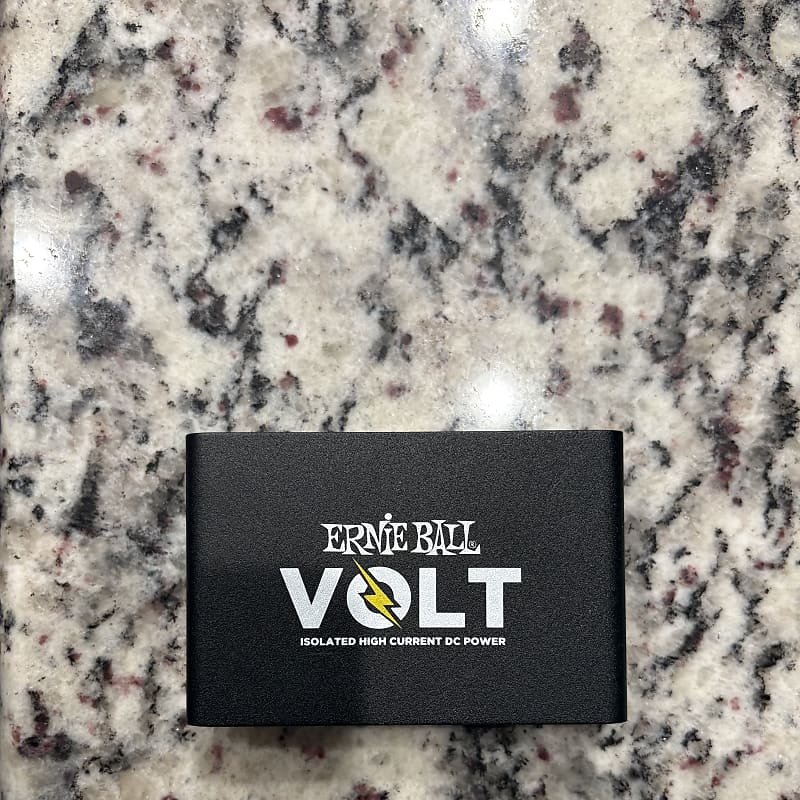 ERNIE BALL®
VOLT
ISOLATED HIGH CURRENT DC POWER